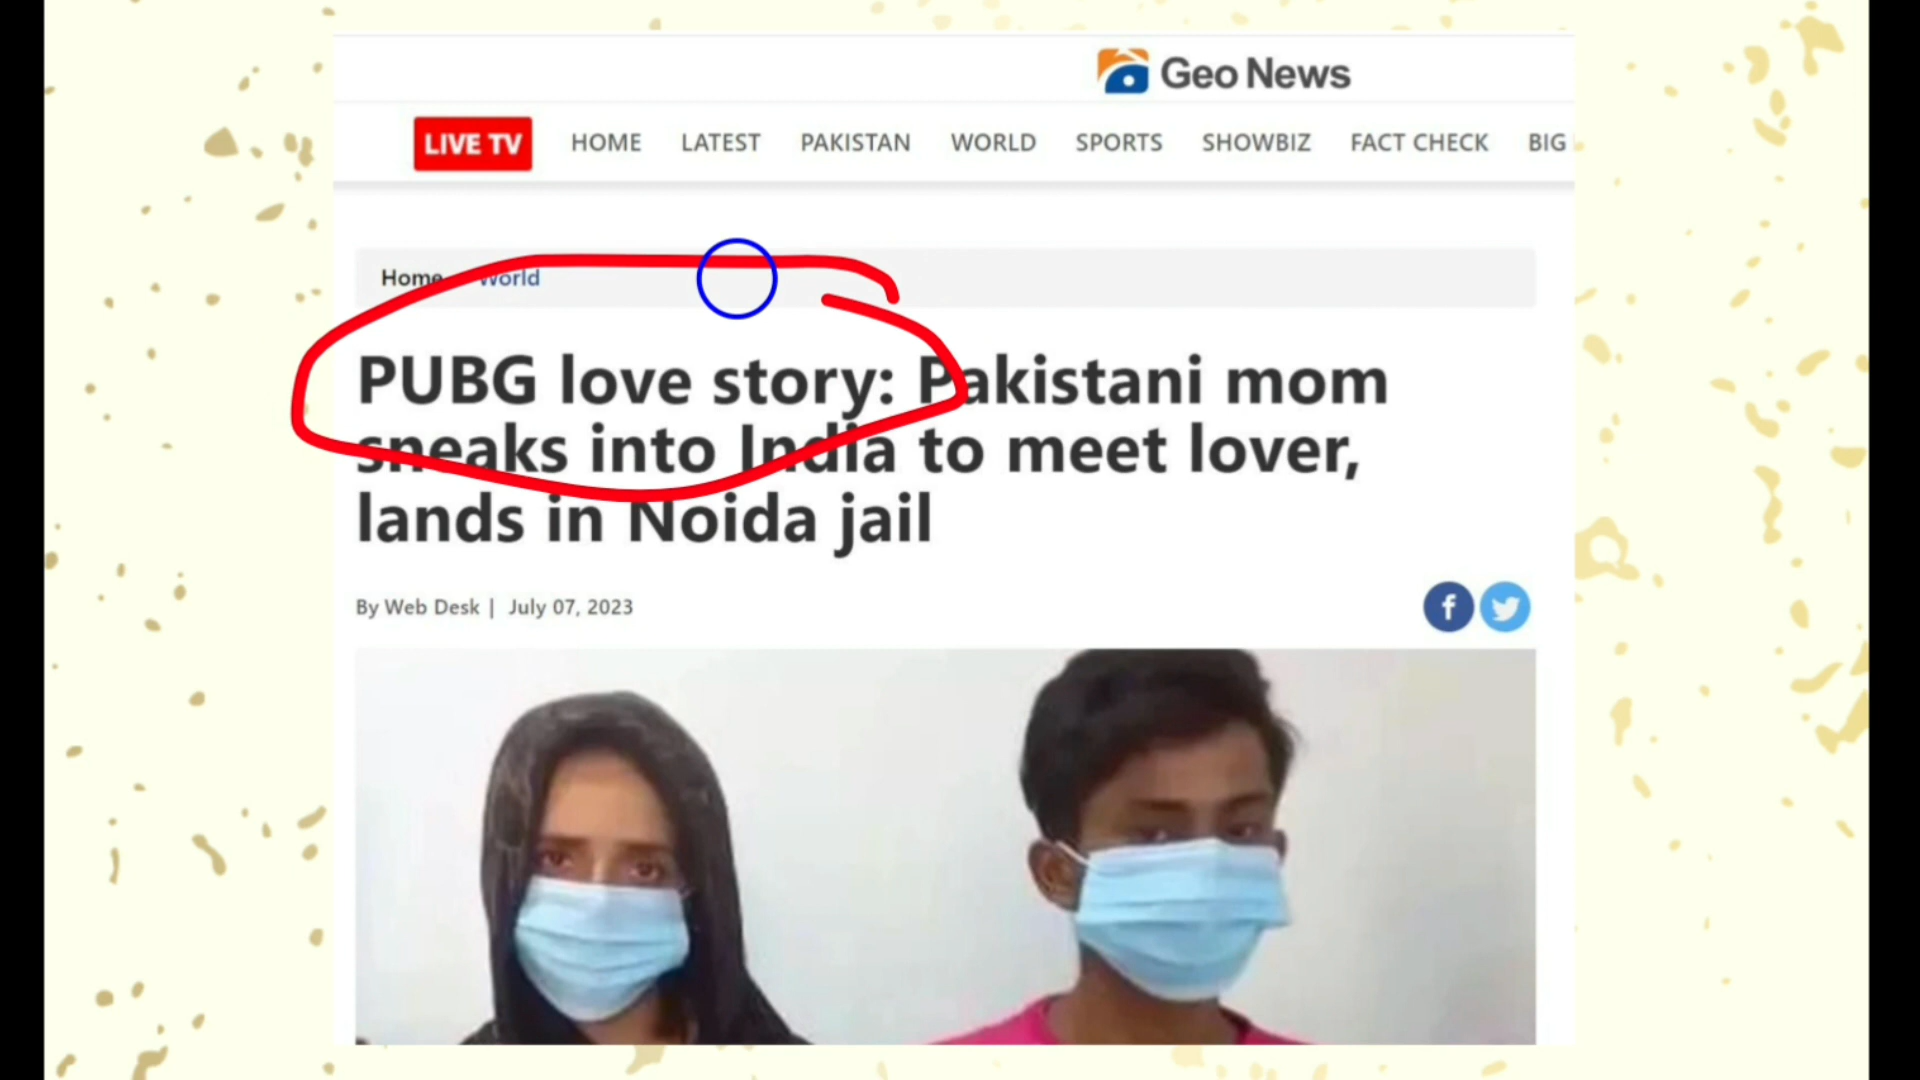 Geo News
LIVE TV HOME LATEST PAKISTAN WORLD SPORTS SHOWBIZ FACT CHECK BIG
Home World
PUBG love story: Pakistani mom
sneaks into India to meet lover,
lands in Noida jail
By Web Desk | July 07, 2023